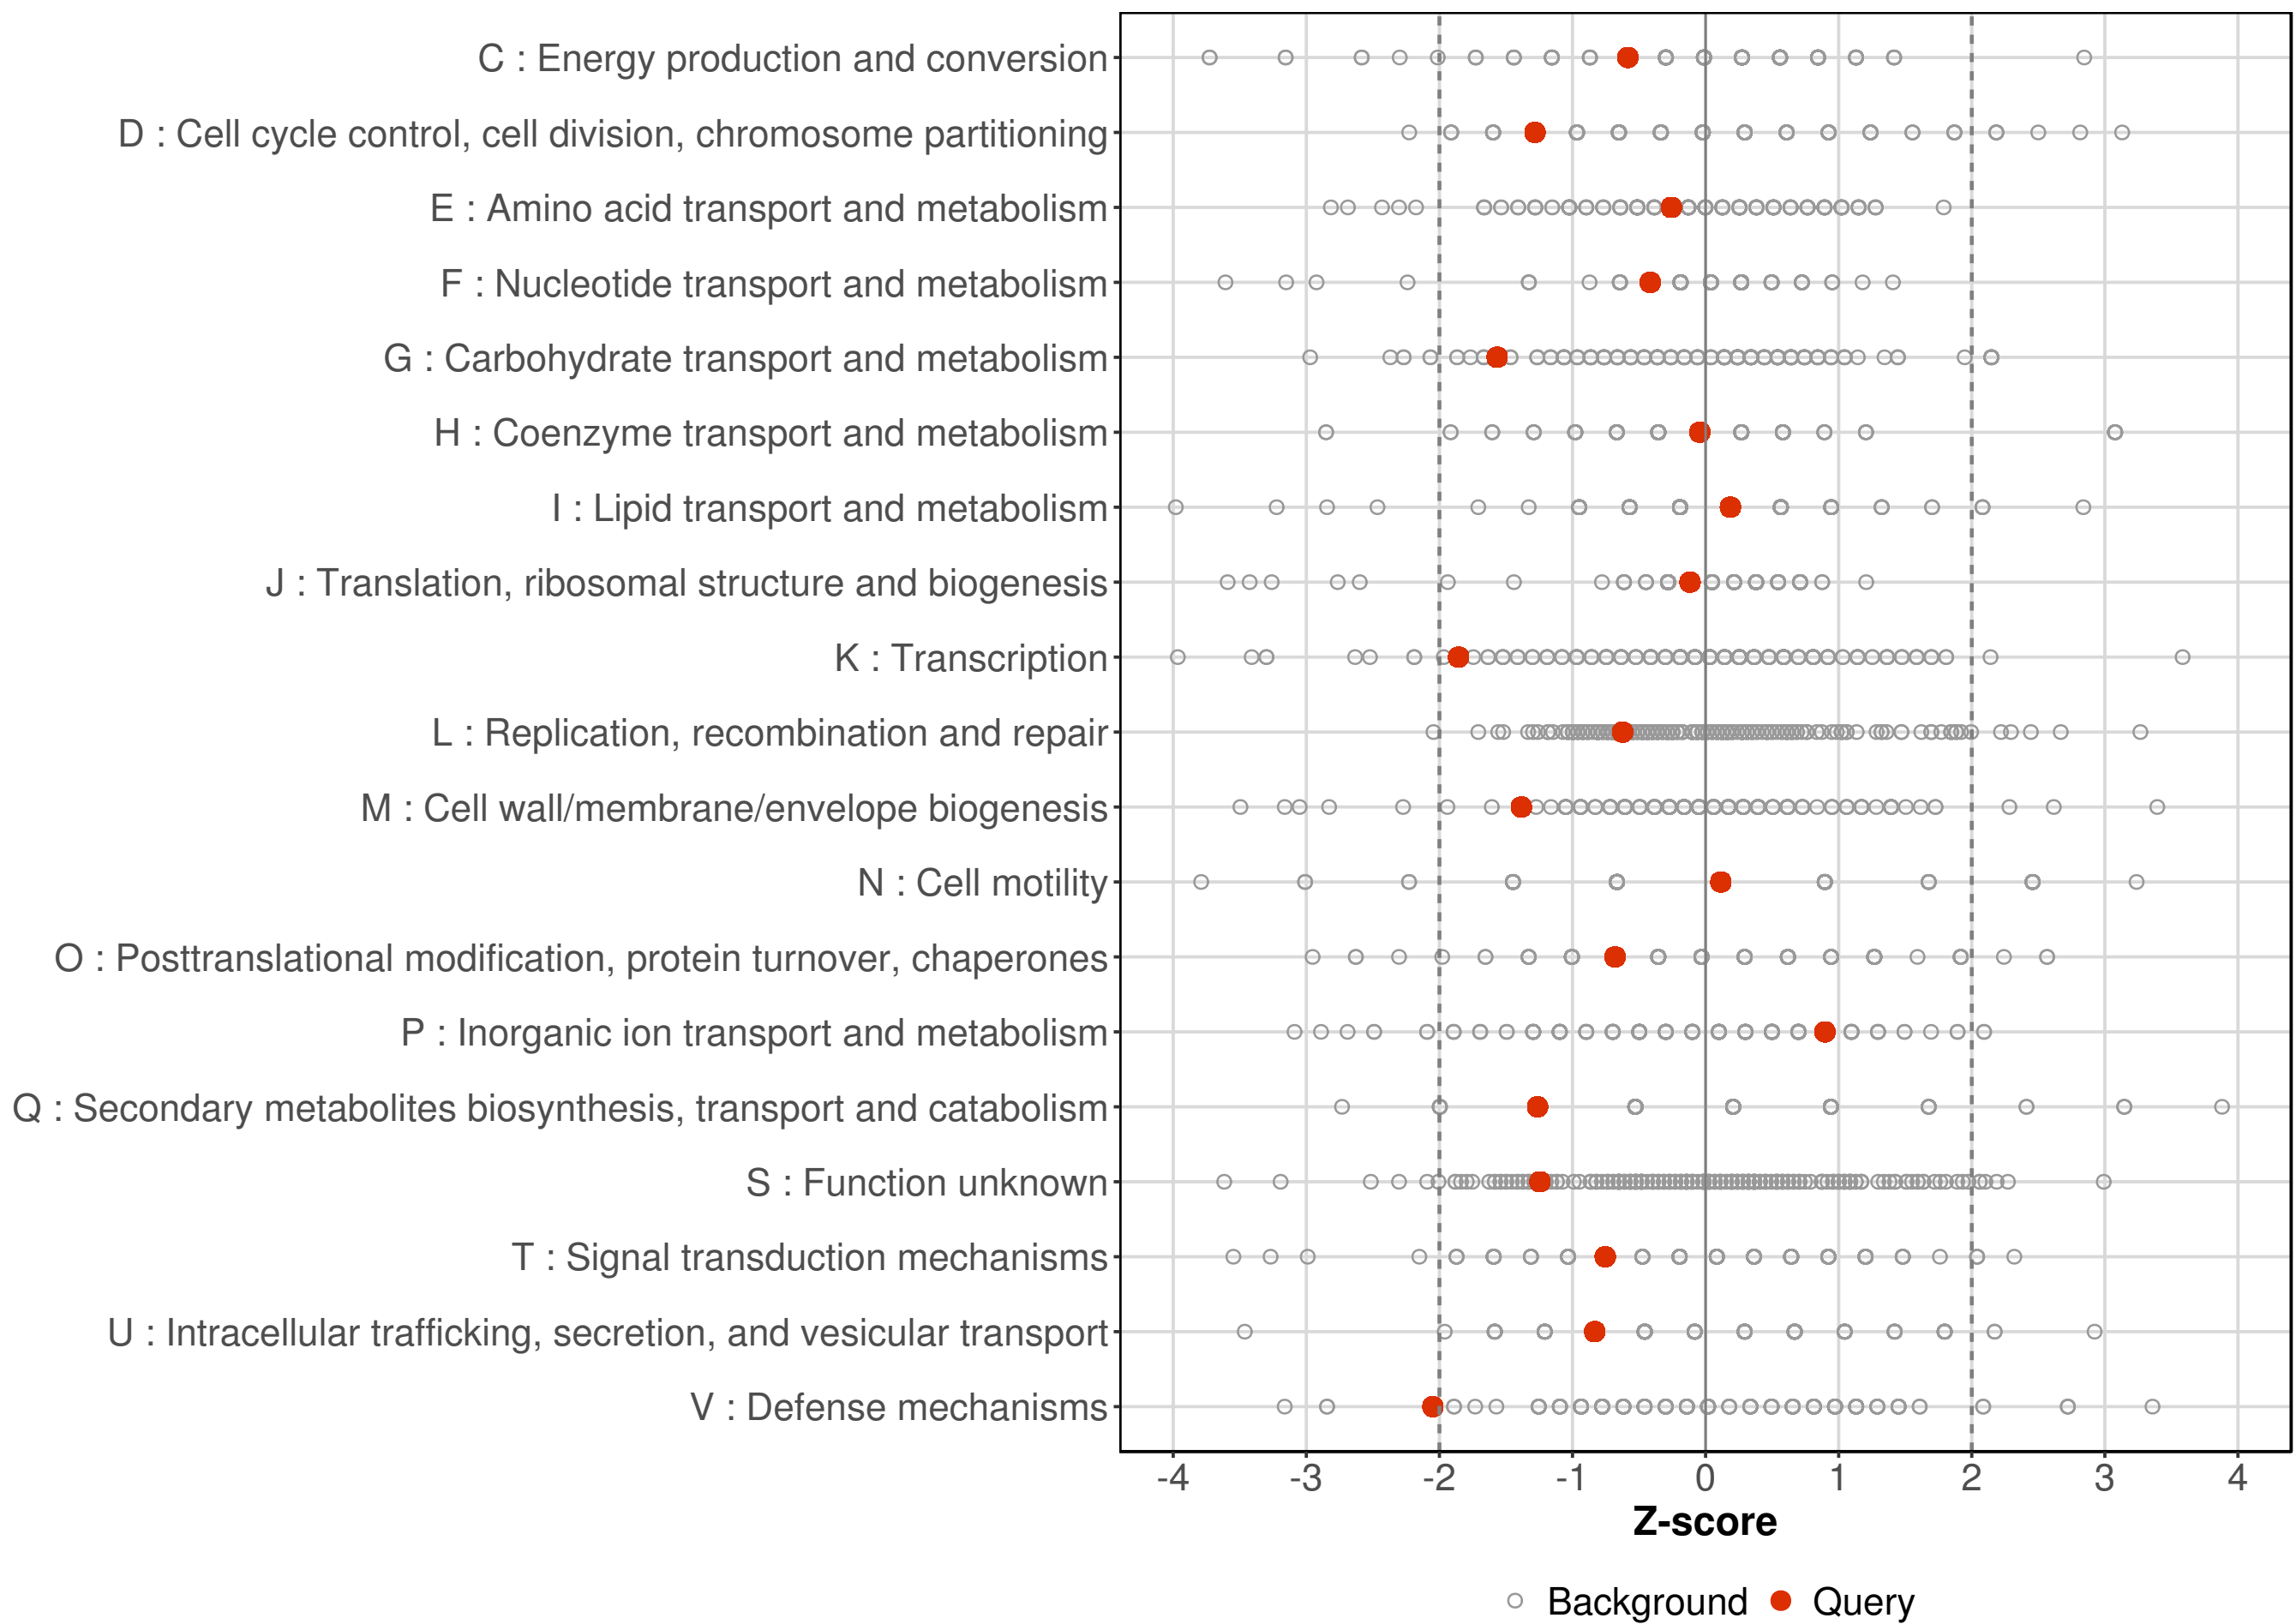 C : Energy production and conversion
D : Cell cycle control, cell division, chromosome partitioning
E : Amino acid transport and metabolism
F : Nucleotide transport and metabolism
G : Carbohydrate transport and metabolism
H : Coenzyme transport and metabolism
I : Lipid transport and metabolism
J : Translation, ribosomal structure and biogenesis
K : Transcription
L : Replication, recombination and repair
M : Cell wall/membrane/envelope biogenesis
N : Cell motility
O : Posttranslational modification, protein turnover, chaperones
P : Inorganic ion transport and metabolism
Q : Secondary metabolites biosynthesis, transport and catabolism
S : Function unknown
T : Signal transduction mechanisms
U : Intracellular trafficking, secretion, and vesicular transport
V : Defense mechanisms
-4 -3 -2 -1 0 1 2 3 4
Z-score
Background Query